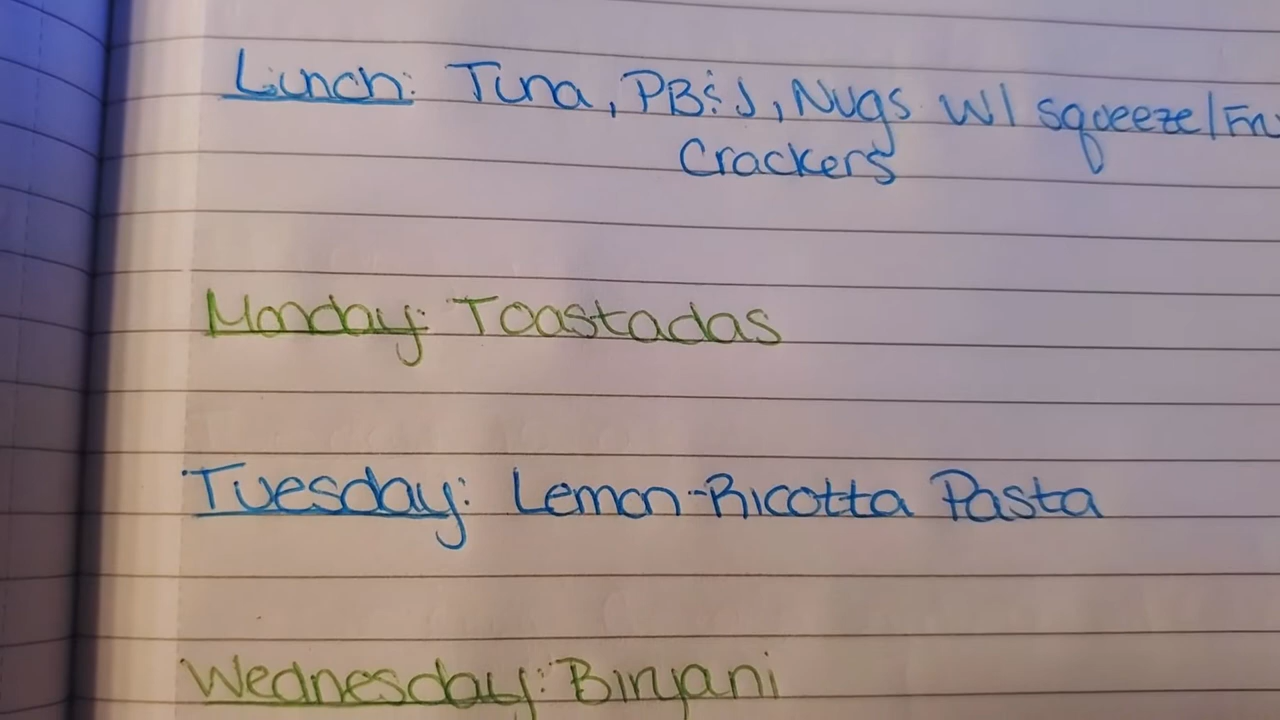 Lunch: Tuna, PB&J, Nugs W/ squeeze/
Crackers
Monday: Toastadas
Tuesday: Lemon-Ricotta Pasta
Wednesday: Biryani